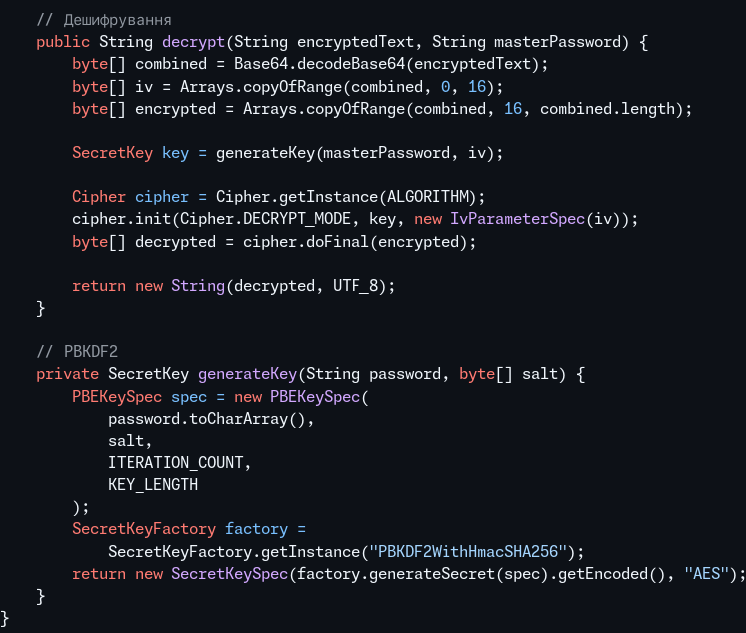 // Дешифрування
public String decrypt(String encryptedText, String masterPassword) {
byte[] combined = Base64.decodeBase64(encryptedText);
byte[] iv = Arrays.copyOfRange(combined, 0, 16);
byte[] encrypted = Arrays.copyOfRange(combined, 16, combined.length);
SecretKey key = generateKey(masterPassword, iv);
Cipher cipher = Cipher.getInstance(ALGORITHM);
cipher.init(Cipher.DECRYPT_MODE, key, new IvParameterSpec(iv));
byte[] decrypted = cipher.doFinal(encrypted);
return new String(decrypted, UTF_8);
}
// PBKDF2
private SecretKey generateKey(String password, byte[] salt) {
PBEKeySpec spec = new PBEKeySpec(
password.toCharArray(),
salt,
ITERATION_COUNT,
KEY_LENGTH
);
SecretKeyFactory factory =
SecretKeyFactory.getInstance("PBKDF2WithHmacSHA256");
return new SecretKeySpec(factory.generateSecret(spec).getEncoded(), "AES");
}
}